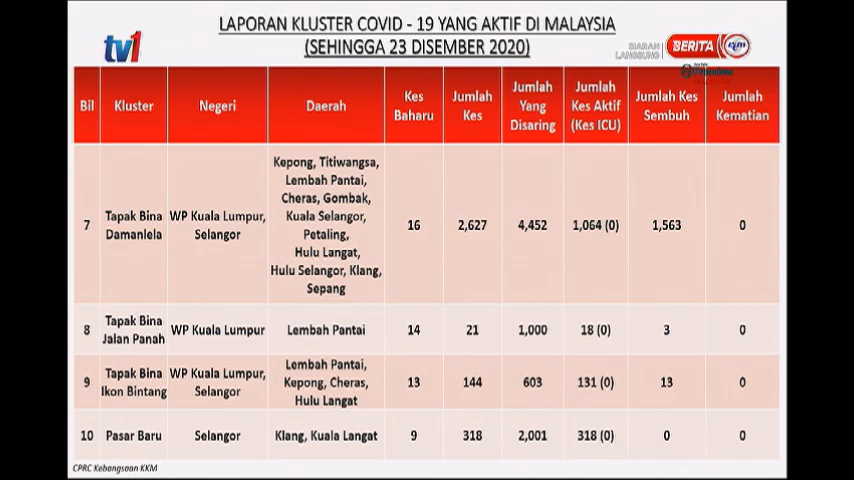 LAPORAN KLUSTER COVID - 19 YANG AKTIF DI MALAYSIA
(SEHINGGA 23 DISEMBER 2020)
tv1
SIARAN
LANGSUNG
BERITA rtm
Bil Kluster Negeri Daerah Kes Baharu Jumlah Kes Jumlah Yang Disaring Jumlah Kes Aktif (Kes ICU) Jumlah Kes Sembuh Jumlah Kematian
7 Tapak Bina Damanlela WP Kuala Lumpur, Selangor Kepong, Titiwangsa, Lembah Pantai, Cheras, Gombak, Kuala Selangor, Petaling, Hulu Langat, Hulu Selangor, Klang, Sepang 16 2,627 4,452 1,064 (0) 1,563 0
8 Tapak Bina Jalan Panah WP Kuala Lumpur Lembah Pantai 14 21 1,000 18 (0) 3 0
9 Tapak Bina Ikon Bintang WP Kuala Lumpur, Selangor Lembah Pantai, Kepong, Cheras, Hulu Langat 13 144 603 131 (0) 13 0
10 Pasar Baru Selangor Klang, Kuala Langat 9 318 2,001 318 (0) 0 0
CPRC Kebangsaan KKM